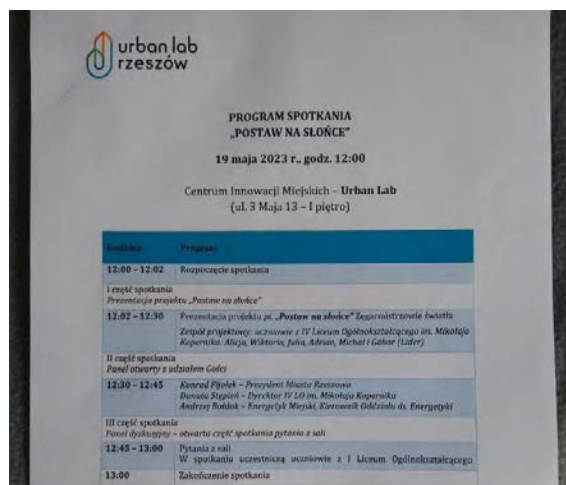 urban lab
rzeszów
PROGRAM SPOTKANIA
„POSTAW NA SŁOŃCE”
19 maja 2023 r., godz. 12:00
Centrum Innowacji Miejskich – Urban Lab
(ul. 3 Maja 13 – I piętro)
Godzina Program
12:00 – 12:02 Rozpoczęcie spotkania
I część spotkania
Prezentacja projektu „Postaw na słońce”
12:02 – 12:30 Prezentacja projektu pt. „Postaw na słońce” Zegarmistrzowie światła
Zespół projektowy: uczniowie z IV Liceum Ogólnokształcącego im. Mikołaja
Kopernika: Alicja, Wiktoria, Julia, Adrian, Michał i Gabor (Lider)
II część spotkania
Panel otwarty z udziałem Gości
12:30 – 12:45 Konrad Fijołek – Prezydent Miasta Rzeszowa
Danuta Stępień – Dyrektor IV LO im. Mikołaja Kopernika
Andrzej – Energetyk Miejski, Kierownik Oddziału ds. Energetyki
III część spotkania
Panel dyskusyjny – otwarta część spotkania pytania z sali
12:45 – 13:00 Pytania z sali
W spotkaniu uczestniczą uczniowie z I Liceum Ogólnokształcącego
13:00 Zakończenie spotkania